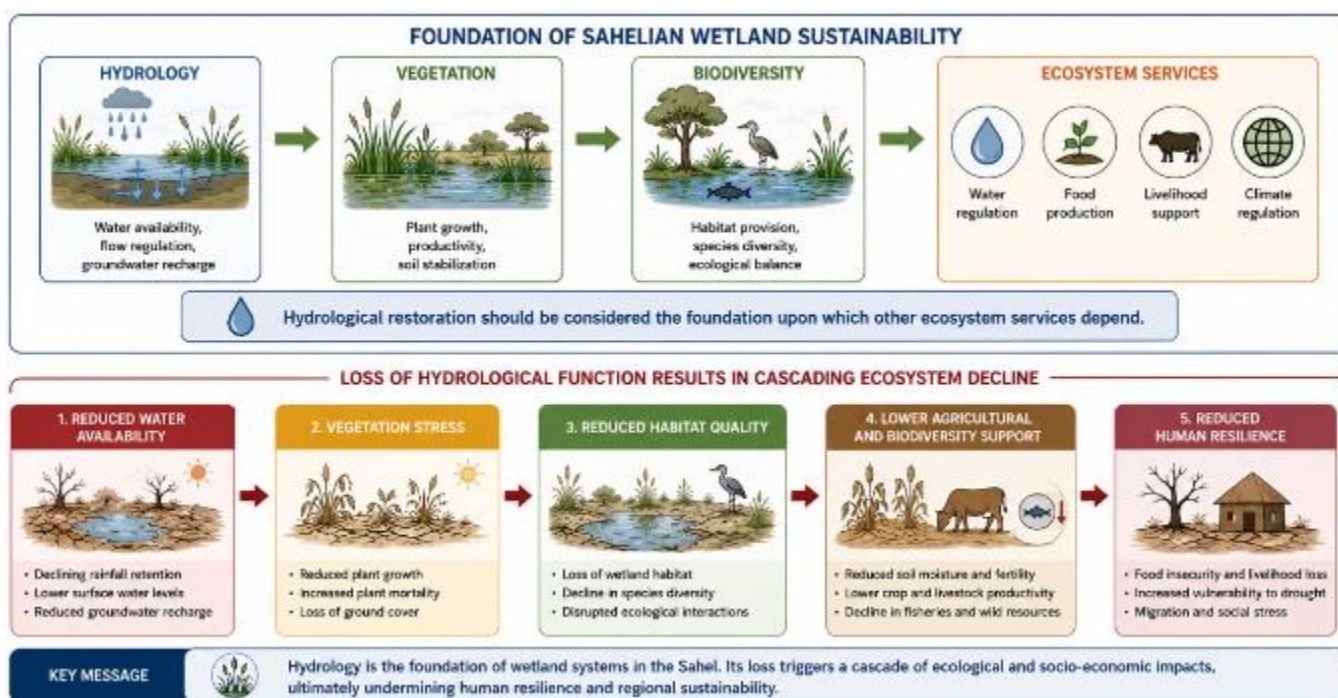 FOUNDATION OF SAHELIAN WETLAND SUSTAINABILITY
HYDROLOGY
Water availability,
flow regulation,
groundwater recharge
VEGETATION
Plant growth,
productivity,
soil stabilization
BIODIVERSITY
Habitat provision,
species diversity,
ecological balance
ECOSYSTEM SERVICES
Water
regulation
Food
production
Livelihood
support
Climate
regulation
Hydrological restoration should be considered the foundation upon which other ecosystem services depend.
LOSS OF HYDROLOGICAL FUNCTION RESULTS IN CASCADING ECOSYSTEM DECLINE
1. REDUCED WATER
AVAILABILITY
• Declining rainfall retention
• Lower surface water levels
• Reduced groundwater recharge
2. VEGETATION STRESS
• Reduced plant growth
• Increased plant mortality
• Loss of ground cover
3. REDUCED HABITAT QUALITY
• Loss of wetland habitat
• Decline in species diversity
• Disrupted ecological interactions
4. LOWER AGRICULTURAL
AND BIODIVERSITY SUPPORT
• Reduced soil moisture and fertility
• Lower crop and livestock productivity
• Decline in fisheries and wild resources
5. REDUCED
HUMAN RESILIENCE
• Food insecurity and livelihood loss
• Increased vulnerability to drought
• Migration and social stress
KEY MESSAGE
Hydrology is the foundation of wetland systems in the Sahel. Its loss triggers a cascade of ecological and socio-economic impacts,
ultimately undermining human resilience and regional sustainability.